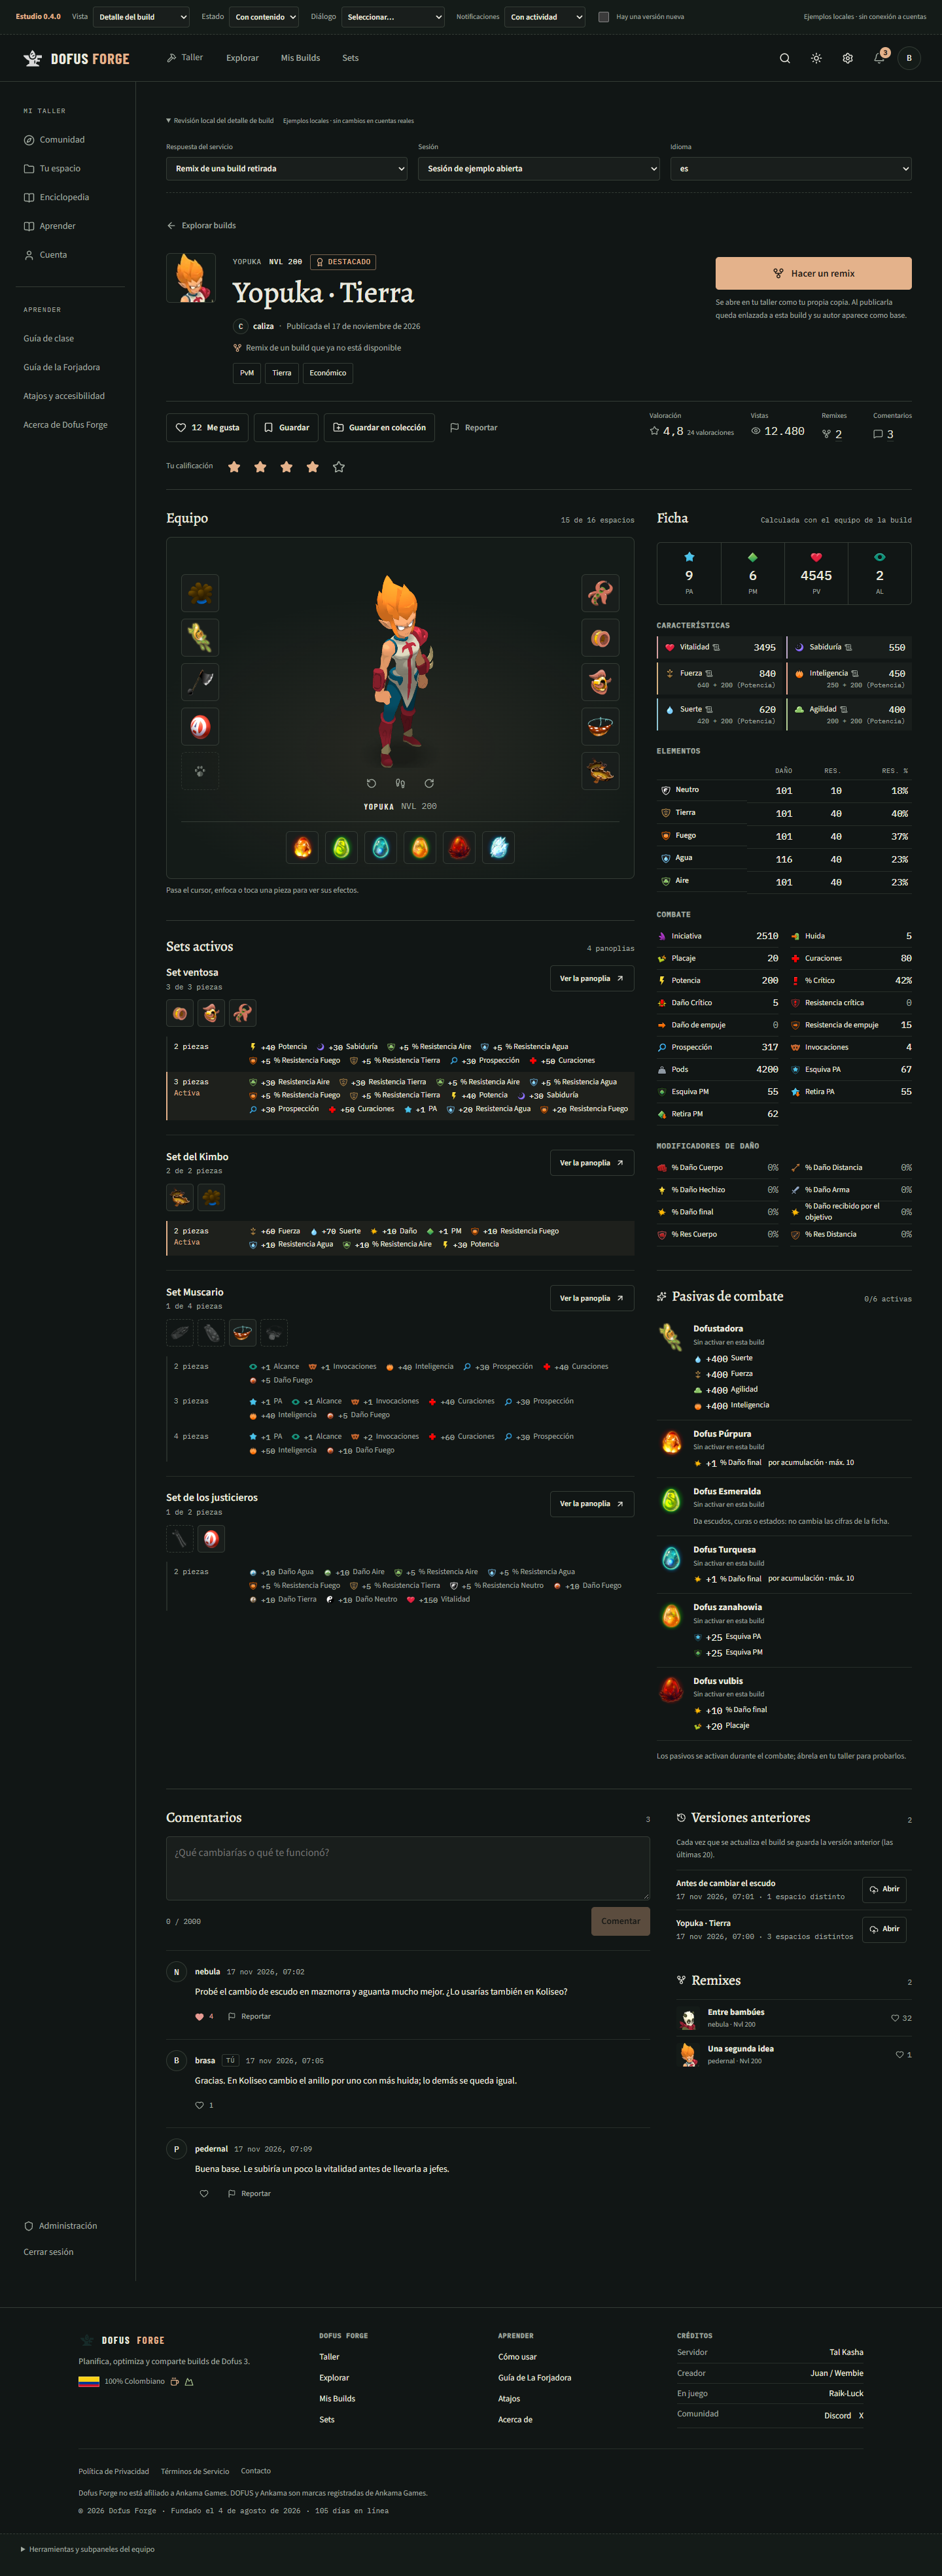 Estudio 0.4.0 Vista Detalle del build Estado Con contenido Diálogo Seleccionar... Notificaciones Con actividad Hay una versión nueva Ejemplos locales · sin conexión a cuentas
DOFUS FORGE Taller Explorar Mis Builds Sets 3 B
MI TALLER
Comunidad
Tu espacio
Enciclopedia
Aprender
Cuenta
APRENDER
Guía de clase
Guía de la Forjadora
Atajos y accesibilidad
Acerca de Dofus Forge
Administración
Cerrar sesión
▼ Revisión local del detalle de build Ejemplos locales · sin cambios en cuentas reales
Respuesta del servicio Sesión Idioma
Remix de una build retirada Sesión de ejemplo abierta es
Explorar builds
YOPUKA NVL 200 DESTACADO
Yopuka · Tierra
C caliza · Publicada el 17 de noviembre de 2026
Remix de un build que ya no está disponible
PvM Tierra Económico
Hacer un remix
Se abre en tu taller como tu propia copia. Al publicarla
queda enlazada a esta build y su autor aparece como base.
12 Me gusta Guardar Guardar en colección Reportar
Valoración Vistas Remixes Comentarios
4,8 24 valoraciones 12.480 2 3
Tu calificación
Equipo 15 de 16 espacios
YOPUKA NVL 200
Pasa el cursor, enfoca o toca una pieza para ver sus efectos.
Sets activos 4 panoplias
Set ventosa Ver la panoplia
3 de 3 piezas
2 piezas +40 Potencia +30 Sabiduría +5 % Resistencia Aire +5 % Resistencia Agua
+5 % Resistencia Fuego +5 % Resistencia Tierra +30 Prospección +50 Curaciones
3 piezas +30 Resistencia Aire +30 Resistencia Tierra +5 % Resistencia Aire +5 % Resistencia Agua
Activa +5 % Resistencia Fuego +5 % Resistencia Tierra +40 Potencia +30 Sabiduría
+30 Prospección +50 Curaciones +1 PA +20 Resistencia Agua +20 Resistencia Fuego
Set del Kimbo Ver la panoplia
2 de 2 piezas
2 piezas +60 Fuerza +70 Suerte +10 Daño +1 PM +10 Resistencia Fuego
Activa +10 Resistencia Agua +10 % Resistencia Aire +30 Potencia
Set Muscario Ver la panoplia
1 de 4 piezas
2 piezas +1 Alcance +1 Invocaciones +40 Inteligencia +30 Prospección +40 Curaciones
+5 Daño Fuego
3 piezas +1 PA +1 Alcance +1 Invocaciones +40 Curaciones +30 Prospección
+40 Inteligencia +5 Daño Fuego
4 piezas +1 PA +1 Alcance +2 Invocaciones +60 Curaciones +30 Prospección
+50 Inteligencia +10 Daño Fuego
Set de los justicieros Ver la panoplia
1 de 2 piezas
2 piezas +10 Daño Agua +10 Daño Aire +5 % Resistencia Aire +5 % Resistencia Agua
+5 % Resistencia Fuego +5 % Resistencia Tierra +5 % Resistencia Neutro +10 Daño Fuego
+10 Daño Tierra +10 Daño Neutro +150 Vitalidad
Ficha Calculada con el equipo de la build
9 6 4545 2
PA PM PV AL
CARACTERÍSTICAS
Vitalidad 3495 Sabiduría 550
Fuerza 840 Inteligencia 450
640 + 200 (Potencia) 250 + 200 (Potencia)
Suerte 620 Agilidad 400
420 + 200 (Potencia) 200 + 200 (Potencia)
ELEMENTOS
DAÑO RES. RES. %
Neutro 101 10 18%
Tierra 101 40 40%
Fuego 101 40 37%
Agua 116 40 23%
Aire 101 40 23%
COMBATE
Iniciativa 2510 Huida 5
Placaje 20 Curaciones 80
Potencia 200 % Crítico 42%
Daño Crítico 5 Resistencia crítica 0
Daño de empuje 0 Resistencia de empuje 15
Prospección 317 Invocaciones 4
Pods 4200 Esquiva PA 67
Esquiva PM 55 Retira PA 55
Retira PM 62
MODIFICADORES DE DAÑO
% Daño Cuerpo 0% % Daño Distancia 0%
% Daño Hechizo 0% % Daño Arma 0%
% Daño final 0% % Daño recibido por el objetivo 0%
% Res Cuerpo 0% % Res Distancia 0%
Pasivas de combate 0/6 activas
Dofustadora
Sin activar en esta build
+400 Suerte
+400 Fuerza
+400 Agilidad
+400 Inteligencia
Dofus Púrpura
Sin activar en esta build
+1 % Daño final por acumulación · máx. 10
Dofus Esmeralda
Sin activar en esta build
Da escudos, curas o estados: no cambia las cifras de la ficha.
Dofus Turquesa
Sin activar en esta build
+1 % Daño final por acumulación · máx. 10
Dofus zanahowia
Sin activar en esta build
+25 Esquiva PA
+25 Esquiva PM
Dofus vulbis
Sin activar en esta build
+10 % Daño final
+20 Placaje
Los pasivos se activan durante el combate; ábrela en tu taller para probarlos.
Comentarios 3
¿Qué cambiarías o qué te funcionó?
0 / 2000 Comentar
N nebula 17 nov 2026, 07:02
Probé el cambio de escudo en mazmorra y aguanta mucho mejor. ¿Lo usarías también en Koliseo?
4 Reportar
B brasa TÚ 17 nov 2026, 07:05
Gracias. En Koliseo cambio el anillo por uno con más huida; lo demás se queda igual.
1
P pedernal 17 nov 2026, 07:09
Buena base. Le subiría un poco la vitalidad antes de llevarla a jefes.
Reportar
Versiones anteriores 2
Cada vez que se actualiza el build se guarda la versión anterior (las
últimas 20).
Antes de cambiar el escudo Abrir
17 nov 2026, 07:01 · 1 espacio distinto
Yopuka · Tierra Abrir
17 nov 2026, 07:00 · 3 espacios distintos
Remixes 2
Entre bambúes 32
nebula · Nvl 200
Una segunda idea 1
pedernal · Nvl 200
DOFUS FORGE
Planifica, optimiza y comparte builds de Dofus 3.
100% Colombiano
DOFUS FORGE
Taller
Explorar
Mis Builds
Sets
APRENDER
Cómo usar
Guía de La Forjadora
Atajos
Acerca de
CRÉDITOS
Servidor Tal Kasha
Creador Juan / Wembie
En juego Raik-Luck
Comunidad Discord X
Política de Privacidad Términos de Servicio Contacto
Dofus Forge no está afiliado a Ankama Games. DOFUS y Ankama son marcas registradas de Ankama Games.
© 2026 Dofus Forge · Fundado el 4 de agosto de 2026 · 105 días en línea
▶ Herramientas y subpaneles del equipo